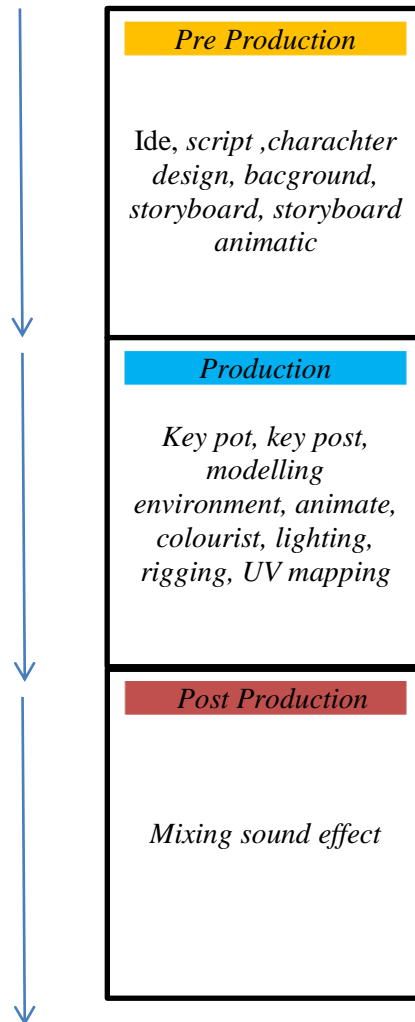 Pre Production
Ide, script ,charachter
design, bacground,
storyboard, storyboard
animatic
Production
Key pot, key post,
modelling
environment, animate,
colourist, lighting,
rigging, UV mapping
Post Production
Mixing sound effect